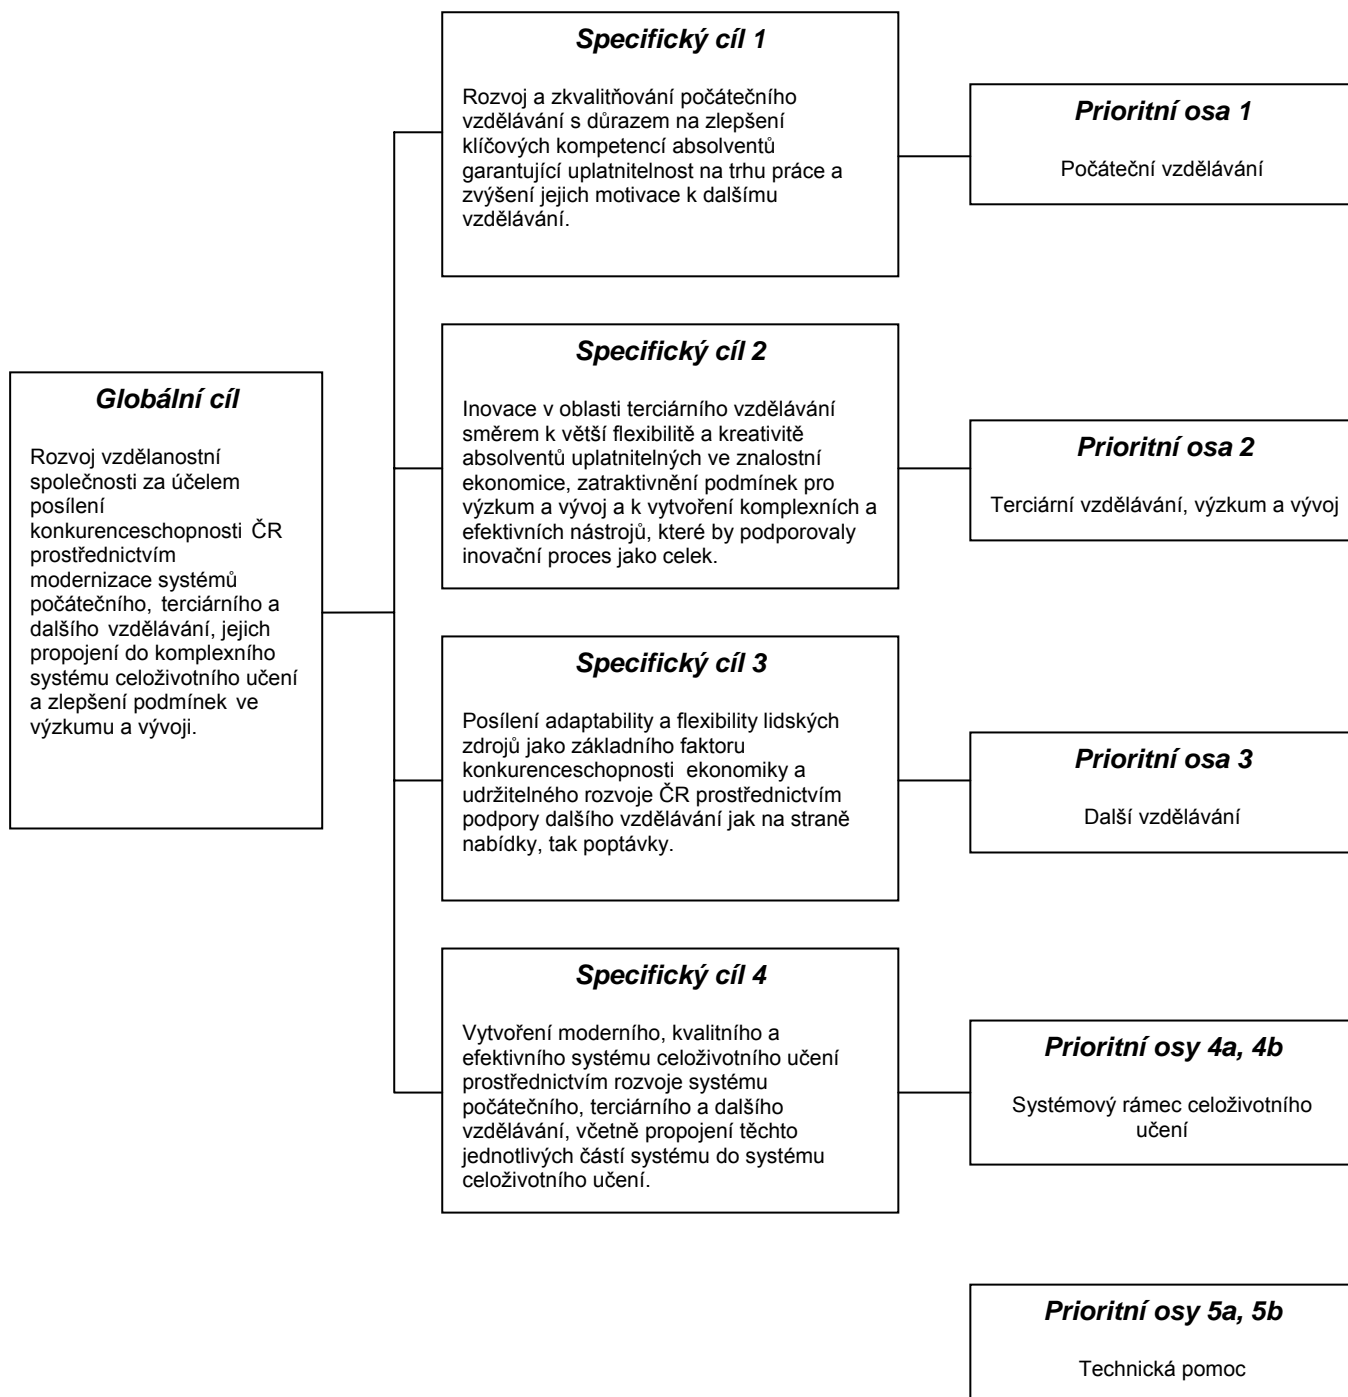 Specifický cíl 1
Rozvoj a zkvalitňování počátečního
vzdělávání s důrazem na zlepšení
klíčových kompetencí absolventů
garantující uplatnitelnost na trhu práce a
zvýšení jejich motivace k dalšímu
vzdělávání.
Prioritní osa 1
Počáteční vzdělávání
Specifický cíl 2
Inovace v oblasti terciárního vzdělávání
směrem k větší flexibilitě a kreativitě
absolventů uplatnitelných ve znalostní
ekonomice, zatraktivnění podmínek pro
výzkum a vývoj a k vytvoření komplexních a
efektivních nástrojů, které by podporovaly
inovační proces jako celek.
Prioritní osa 2
Terciární vzdělávání, výzkum a vývoj
Globální cíl
Rozvoj vzdělanostní
společnosti za účelem
posílení
konkurenceschopnosti ČR
prostřednictvím
modernizace systémů
počátečního, terciárního a
dalšího vzdělávání, jejich
propojení do komplexního
systému celoživotního učení
a zlepšení podmínek ve
výzkumu a vývoji.
Specifický cíl 3
Posílení adaptability a flexibility lidských
zdrojů jako základního faktoru
konkurenceschopnosti ekonomiky a
udržitelného rozvoje ČR prostřednictvím
podpory dalšího vzdělávání jak na straně
nabídky, tak poptávky.
Prioritní osa 3
Další vzdělávání
Specifický cíl 4
Vytvoření moderního, kvalitního a
efektivního systému celoživotního učení
prostřednictvím rozvoje systému
počátečního, terciárního a dalšího
vzdělávání, včetně propojení těchto
jednotlivých částí systému do systému
celoživotního učení.
Prioritní osy 4a, 4b
Systémový rámec celoživotního
učení
Prioritní osy 5a, 5b
Technická pomoc